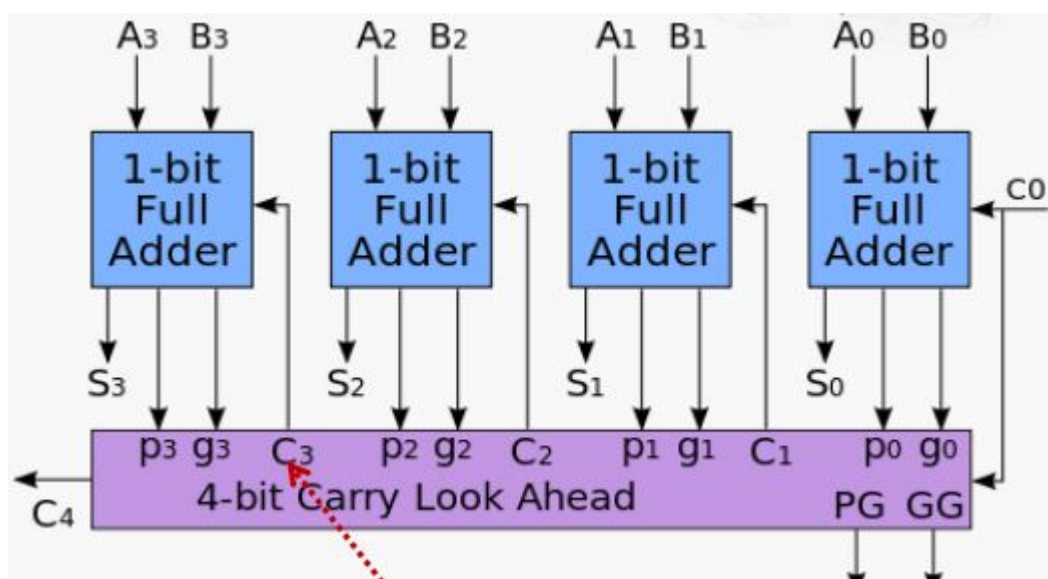 A3 B3 A2 B2 A1 B1 A0 B0
1-bit Full Adder
1-bit Full Adder
1-bit Full Adder
1-bit Full Adder
C0
S3 S2 S1 S0
p3 g3 C3 p2 g2 C2 p1 g1 C1 p0 g0
4-bit Carry Look Ahead
PG GG
C4